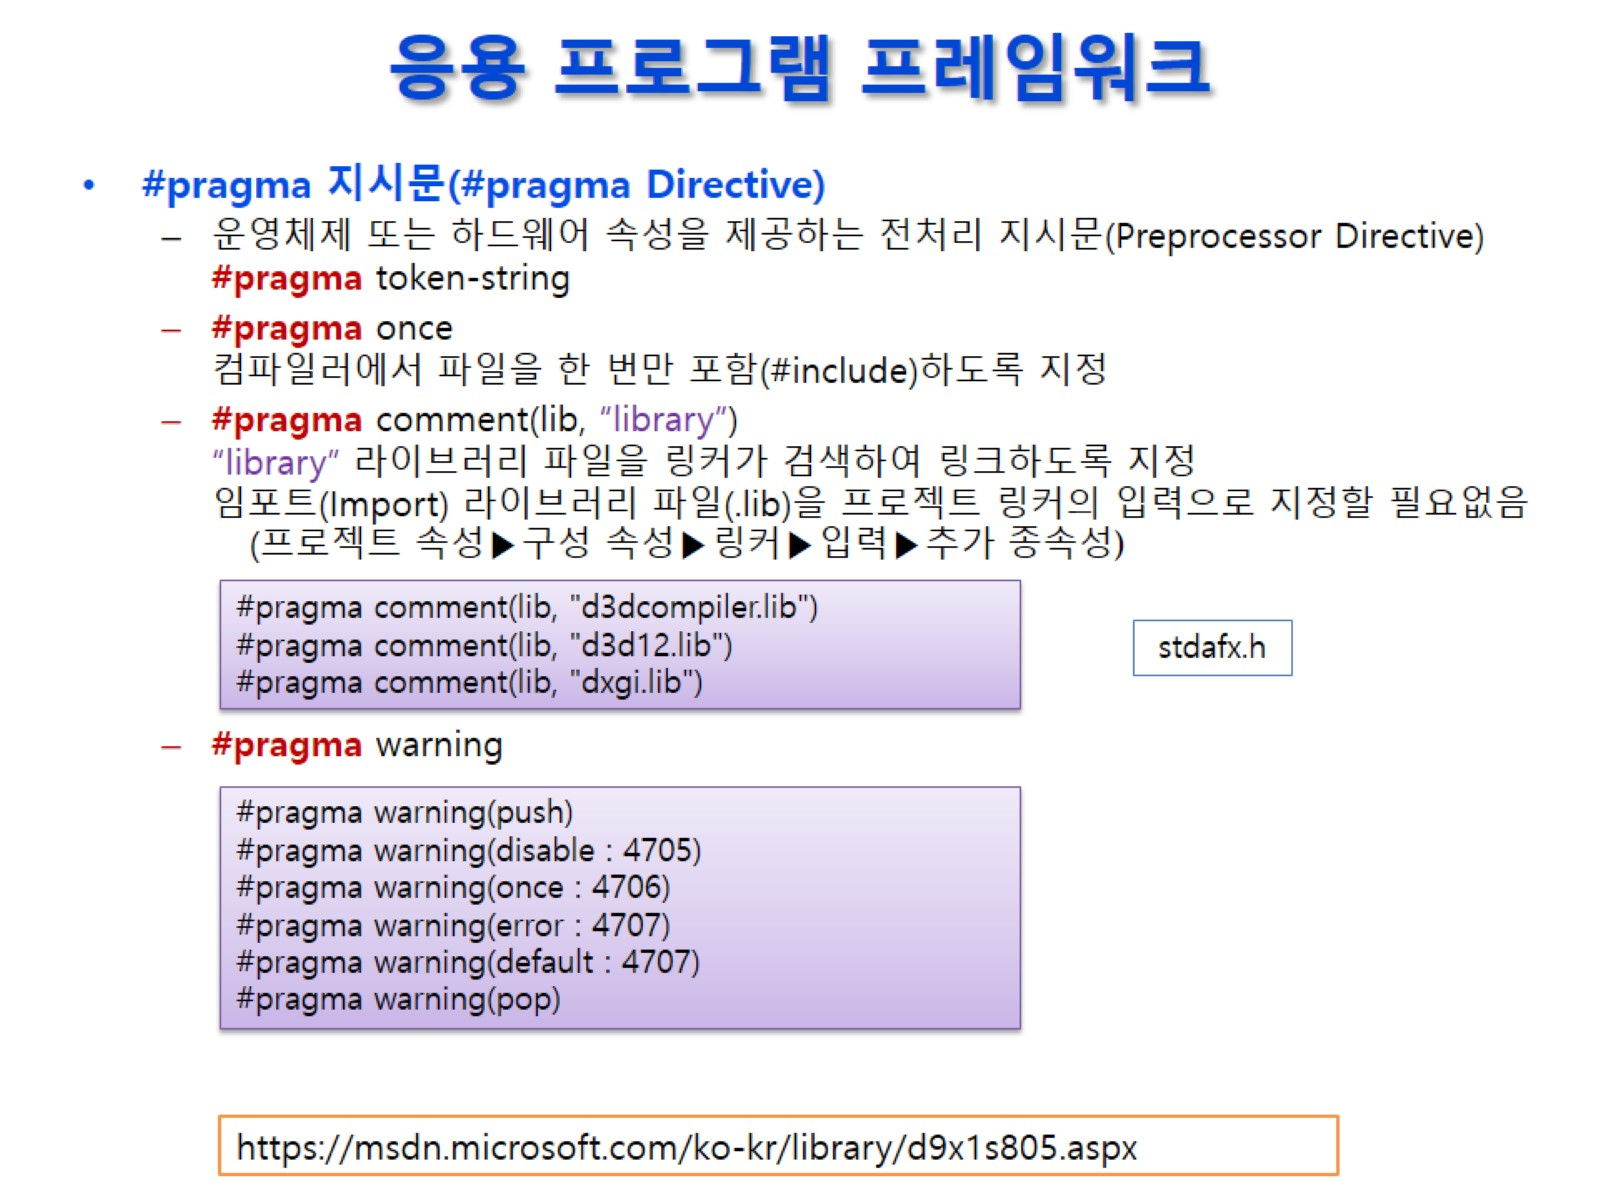 응용 프로그램 프레임워크
• #pragma 지시문(#pragma Directive)
– 운영체제 또는 하드웨어 속성을 제공하는 전처리 지시문(Preprocessor Directive)
#pragma token-string
– #pragma once
컴파일러에서 파일을 한 번만 포함(#include)하도록 지정
– #pragma comment(lib, “library”)
“library” 라이브러리 파일을 링커가 검색하여 링크하도록 지정
임포트(Import) 라이브러리 파일(.lib)을 프로젝트 링커의 입력으로 지정할 필요없음
(프로젝트 속성▶구성 속성▶링커▶입력▶추가 종속성)
#pragma comment(lib, "d3dcompiler.lib")
#pragma comment(lib, "d3d12.lib")
#pragma comment(lib, "dxgi.lib")
stdafx.h
– #pragma warning
#pragma warning(push)
#pragma warning(disable : 4705)
#pragma warning(once : 4706)
#pragma warning(error : 4707)
#pragma warning(default : 4707)
#pragma warning(pop)
https://msdn.microsoft.com/ko-kr/library/d9x1s805.aspx